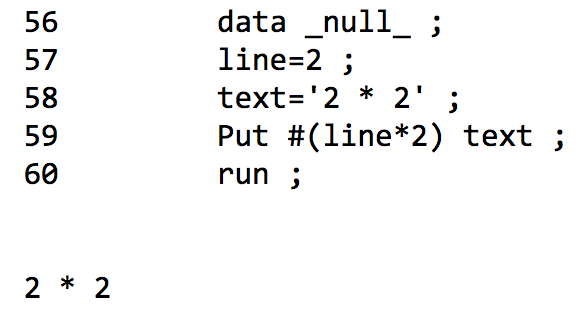 56 data _null_ ;
57 line=2 ;
58 text='2 * 2' ;
59 Put #(line*2) text ;
60 run ;
2 * 2